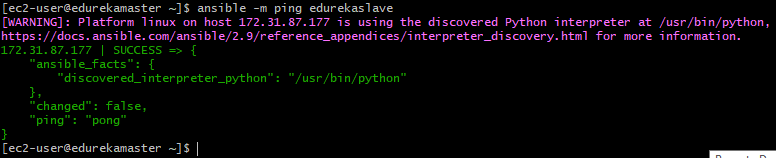 [ec2-user@edurekamaster ~]$ ansible -m ping edurekaslave
[WARNING]: Platform linux on host 172.31.87.177 is using the discovered Python interpreter at /usr/bin/python,
https://docs.ansible.com/ansible/2.9/reference_appendices/interpreter_discovery.html for more information.
172.31.87.177 | SUCCESS => {
    "ansible_facts": {
        "discovered_interpreter_python": "/usr/bin/python"
    },
    "changed": false,
    "ping": "pong"
}
[ec2-user@edurekamaster ~]$